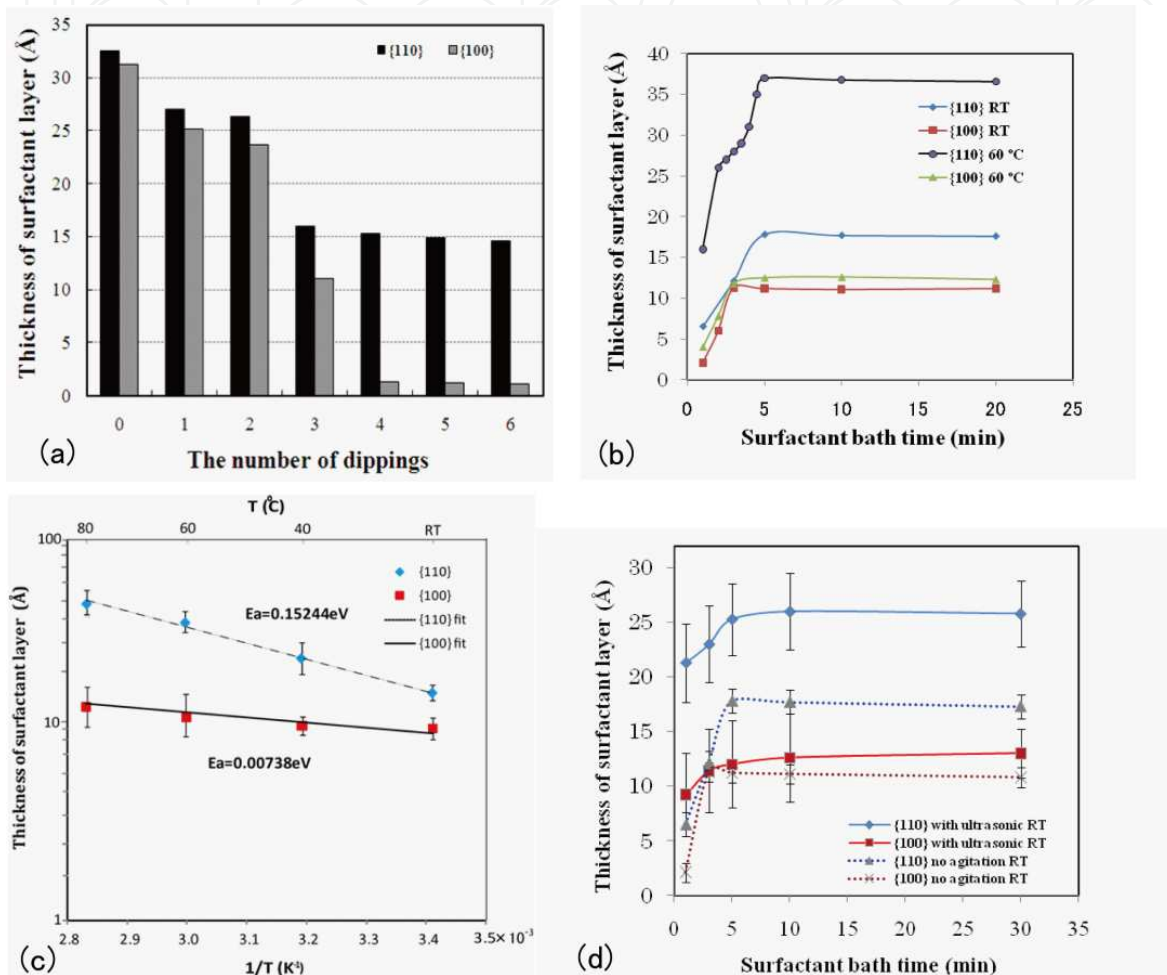 35
30
25
20
15
10
5
0
Thickness of surfactant layer (Å)
{110} {100}
0 1 2 3 4 5 6
The number of dippings
(a)
40
35
30
25
20
15
10
5
0
Thickness of surfactant layer (Å)
{110} RT
{100} RT
{110} 60 °C
{100} 60 °C
0 5 10 15 20 25
Surfactant bath time (min)
(b)
T (℃)
80 60 40 RT
100
10
1
Thickness of surfactant layer (Å)
{110}
{100}
{110} fit
{100} fit
Ea=0.15244eV
Ea=0.00738eV
2.8 2.9 3.0 3.1 3.2 3.3 3.4 3.5×10⁻³
1/T (K⁻¹)
(c)
30
25
20
15
10
5
0
Thickness of surfactant layer (Å)
{110} with ultrasonic RT
{100} with ultrasonic RT
{110} no agitation RT
{100} no agitation RT
0 5 10 15 20 25 30 35
Surfactant bath time (min)
(d)